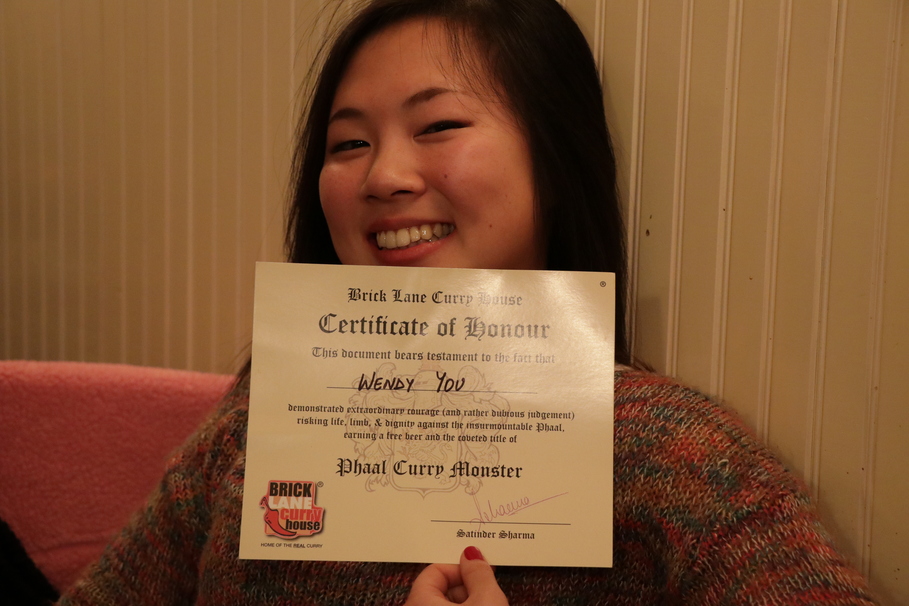 ®
Brick Lane Curry House
Certificate of Honour
This document bears testament to the fact that
WENDY YOU
demonstrated extraordinary courage (and rather dubious judgement)
risking life, limb, & dignity against the insurmountable Phaal,
earning a free beer and the coveted title of
Phaal Curry Monster
BRICK
LANE
curry
house
HOME OF THE REAL CURRY
Satinder Sharma